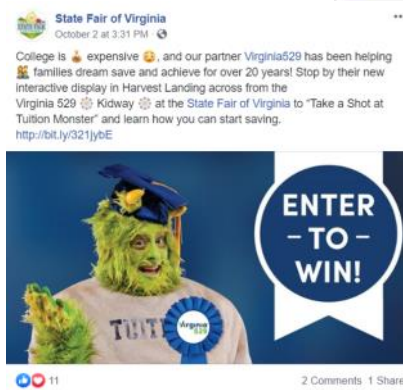 State Fair of Virginia
October 2 at 3:31 PM
College is expensive , and our partner Virginia529 has been helping
families dream save and achieve for over 20 years! Stop by their new
interactive display in Harvest Landing across from the
Virginia 529 Kidway at the State Fair of Virginia to "Take a Shot at
Tuition Monster" and learn how you can start saving.
http://bit.ly/321jybE
ENTER
- TO -
WIN!
TUIT
Virginia
529
11
2 Comments 1 Share